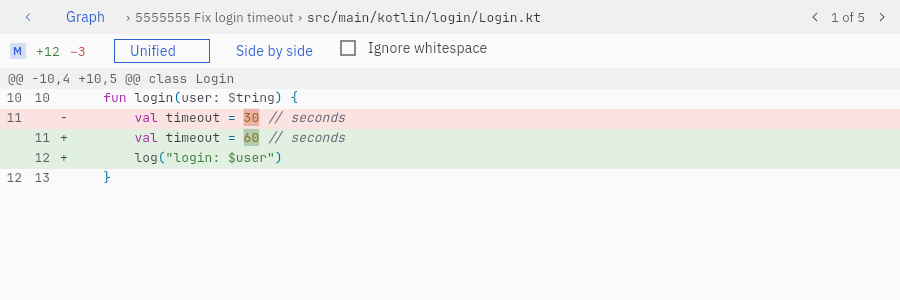 ‹ Graph › 5555555 Fix login timeout › src/main/kotlin/login/Login.kt ‹ 1 of 5 ›
M +12 −3 Unified Side by side Ignore whitespace
@@ -10,4 +10,5 @@ class Login
10 10 fun login(user: String) {
11 - val timeout = 30 // seconds
11 + val timeout = 60 // seconds
12 + log("login: $user")
12 13 }